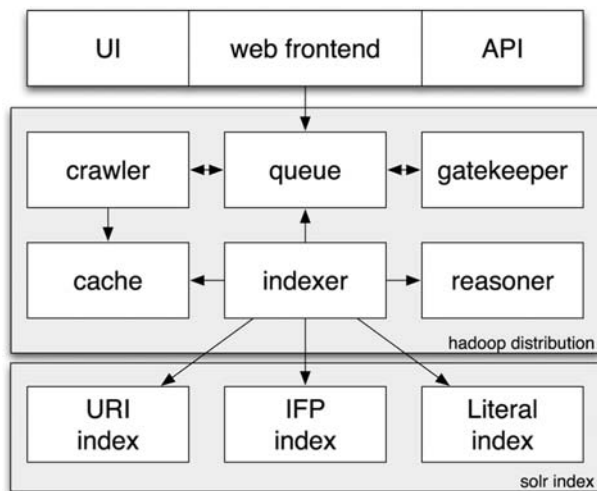 UI web frontend API
crawler queue gatekeeper
cache indexer reasoner
hadoop distribution
URI IFP Literal
index index index
solr index